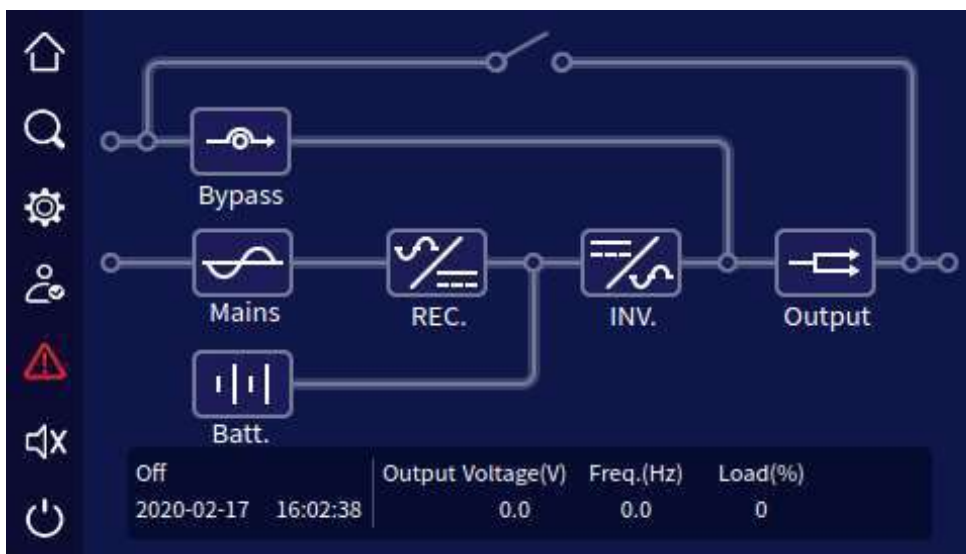 Bypass
Mains
REC.
INV.
Output
Batt.
Off
Output Voltage(V) Freq.(Hz) Load(%)
2020-02-17 16:02:38 0.0 0.0 0